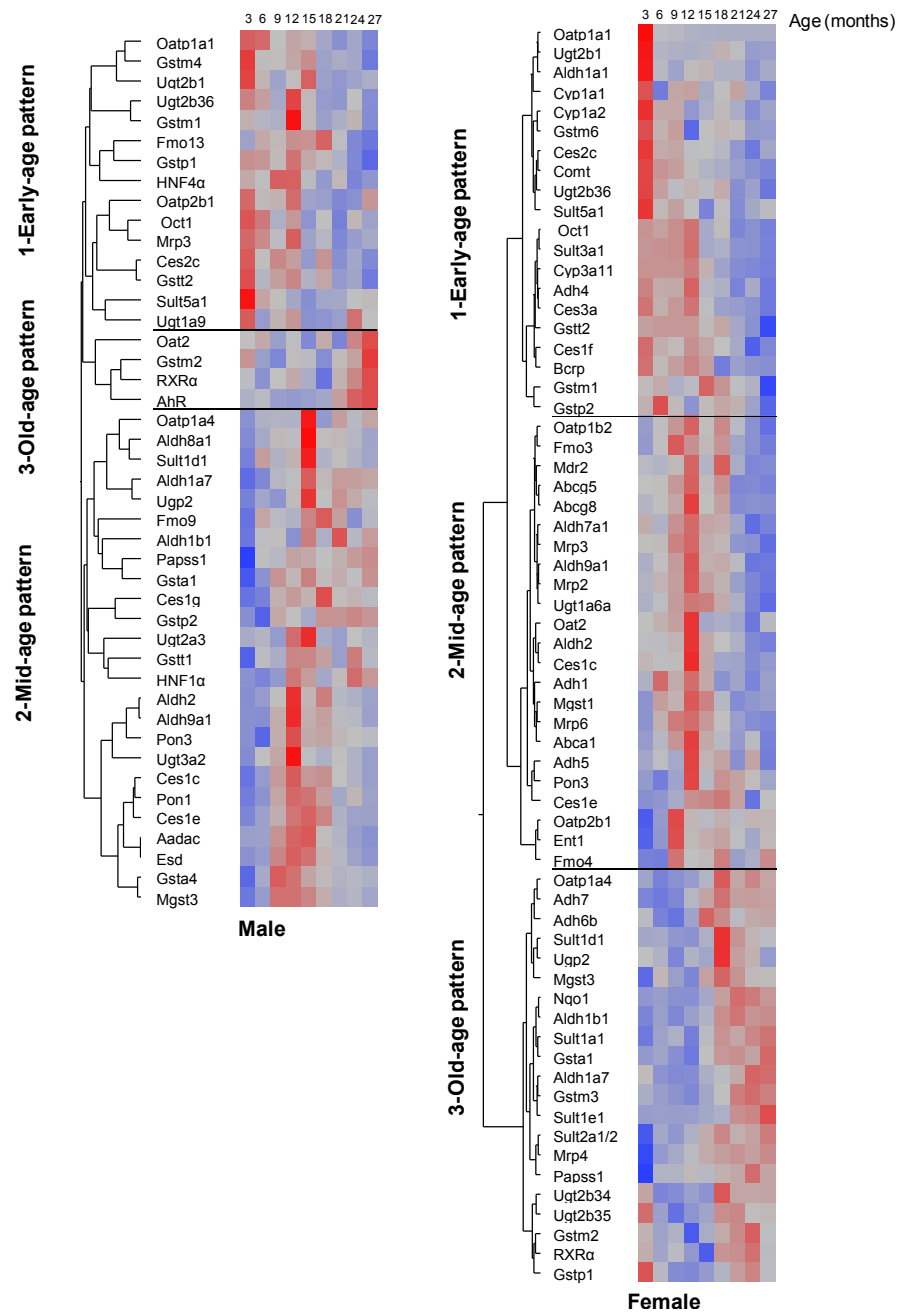 3 6 9 12 15 18 21 24 27
1-Early-age pattern
Oatp1a1
Gstm4
Ugt2b1
Ugt2b36
Gstm1
Fmo13
Gstp1
HNF4α
Oatp2b1
Oct1
Mrp3
Ces2c
Gstt2
Sult5a1
Ugt1a9
3-Old-age pattern
Oat2
Gstm2
RXRα
AhR
2-Mid-age pattern
Oatp1a4
Aldh8a1
Sult1d1
Aldh1a7
Ugp2
Fmo9
Aldh1b1
Papss1
Gsta1
Ces1g
Gstp2
Ugt2a3
Gstt1
HNF1α
Aldh2
Aldh9a1
Pon3
Ugt3a2
Ces1c
Pon1
Ces1e
Aadac
Esd
Gsta4
Mgst3
Male
3 6 9 12 15 18 21 24 27
Age (months)
1-Early-age pattern
Oatp1a1
Ugt2b1
Aldh1a1
Cyp1a1
Cyp1a2
Gstm6
Ces2c
Comt
Ugt2b36
Sult5a1
Oct1
Sult3a1
Cyp3a11
Adh4
Ces3a
Gstt2
Ces1f
Bcrp
Gstm1
Gstp2
2-Mid-age pattern
Oatp1b2
Fmo3
Mdr2
Abcg5
Abcg8
Aldh7a1
Mrp3
Aldh9a1
Mrp2
Ugt1a6a
Oat2
Aldh2
Ces1c
Adh1
Mgst1
Mrp6
Abca1
Adh5
Pon3
Ces1e
Oatp2b1
Ent1
Fmo4
3-Old-age pattern
Oatp1a4
Adh7
Adh6b
Sult1d1
Ugp2
Mgst3
Nqo1
Aldh1b1
Sult1a1
Gsta1
Aldh1a7
Gstm3
Sult1e1
Sult2a1/2
Mrp4
Papss1
Ugt2b34
Ugt2b35
Gstm2
RXRα
Gstp1
Female